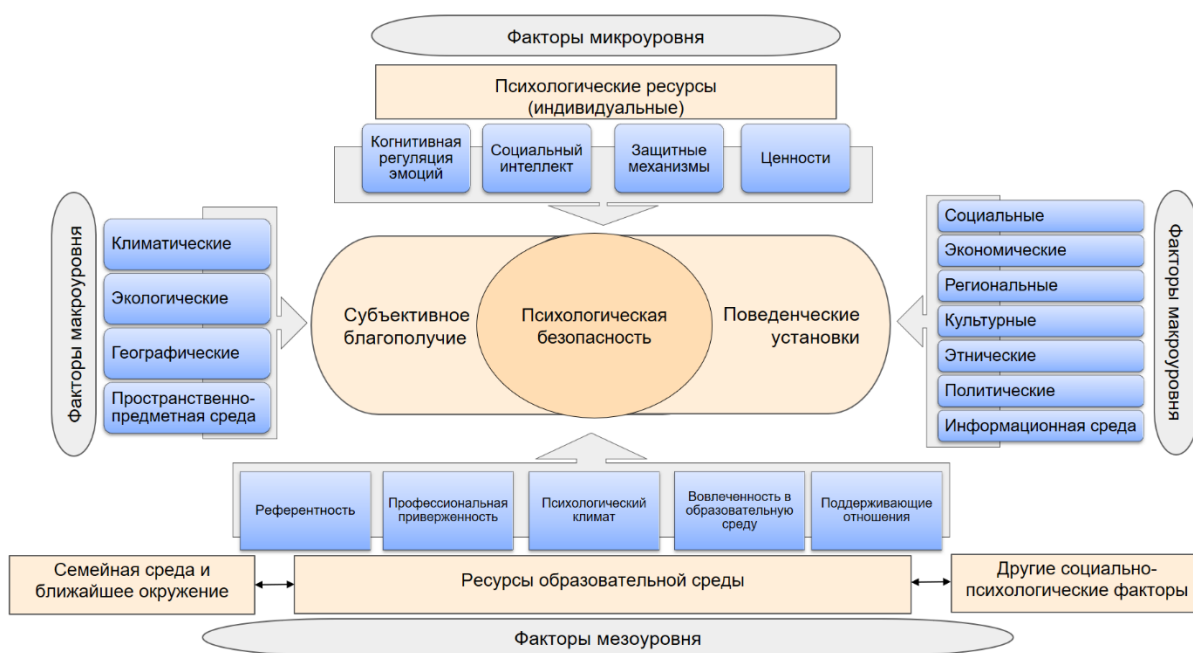 Факторы микроуровня
Психологические ресурсы
(индивидуальные)
Когнитивная
регуляция
эмоций
Социальный
интеллект
Защитные
механизмы
Ценности
Факторы макроуровня
Климатические
Экологические
Географические
Пространственно-
предметная среда
Субъективное
благополучие
Психологическая
безопасность
Поведенческие
установки
Социальные
Экономические
Региональные
Культурные
Этнические
Политические
Информационная среда
Факторы макроуровня
Референтность
Профессиональная
приверженность
Психологический
климат
Вовлеченность в
образовательную
среду
Поддерживающие
отношения
Семейная среда и
ближайшее окружение
Ресурсы образовательной среды
Другие социально-
психологические факторы
Факторы мезоуровня